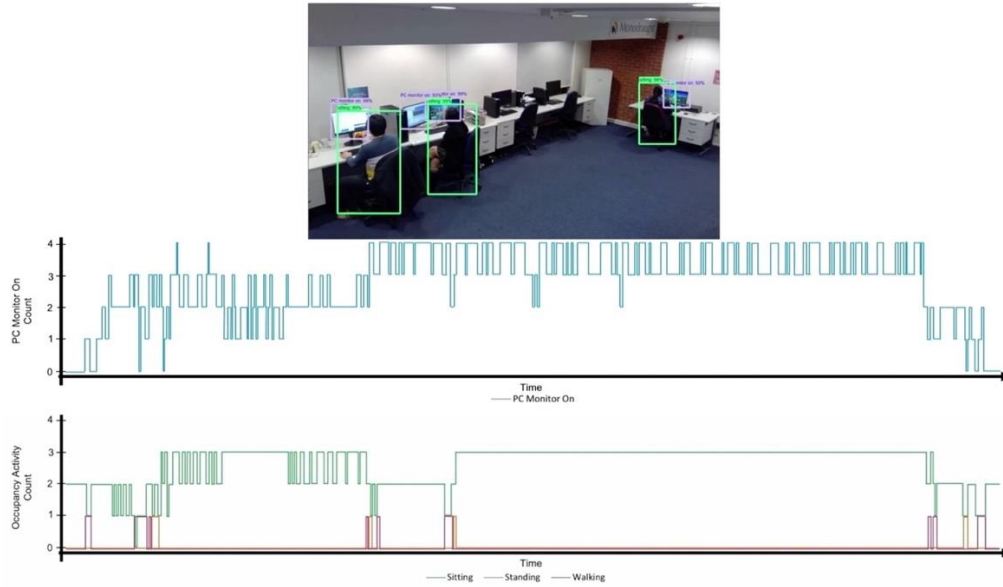 Monodraught
PC monitor on: 99%
sitting: 99%
PC Monitor On
Count
4
3
2
1
0
Time
PC Monitor On
Occupancy Activity
Count
4
3
2
1
0
Time
Sitting Standing Walking